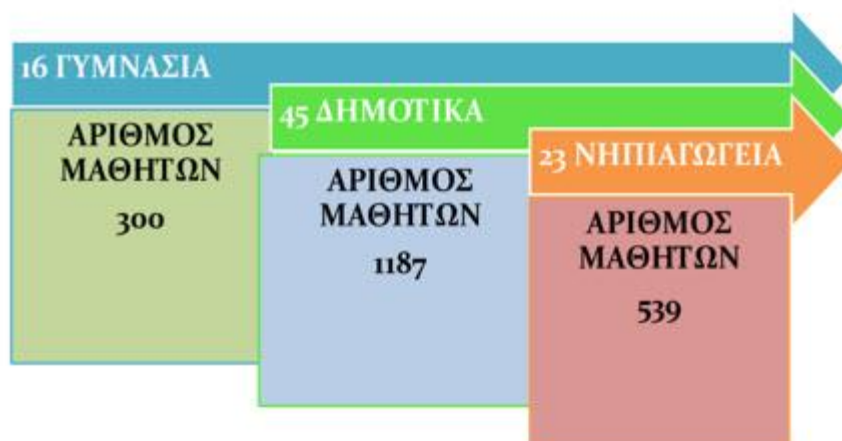 16 ΓΥΜΝΑΣΙΑ
ΑΡΙΘΜΟΣ
ΜΑΘΗΤΩΝ
300
45 ΔΗΜΟΤΙΚΑ
ΑΡΙΘΜΟΣ
ΜΑΘΗΤΩΝ
1187
23 ΝΗΠΙΑΓΩΓΕΙΑ
ΑΡΙΘΜΟΣ
ΜΑΘΗΤΩΝ
539